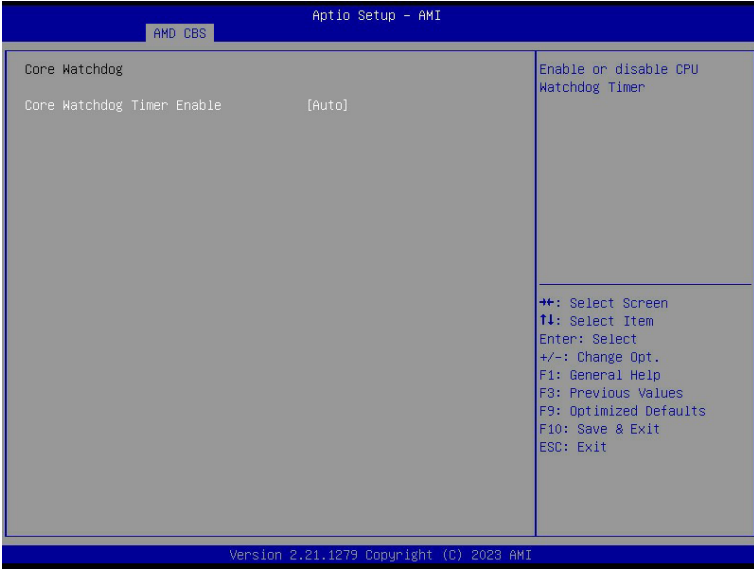 Aptio Setup – AMI
AMD CBS
Core Watchdog
Core Watchdog Timer Enable [Auto]
Enable or disable CPU
Watchdog Timer
→←: Select Screen
↑↓: Select Item
Enter: Select
+/-: Change Opt.
F1: General Help
F3: Previous Values
F9: Optimized Defaults
F10: Save & Exit
ESC: Exit
Version 2.21.1279 Copyright (C) 2023 AMI